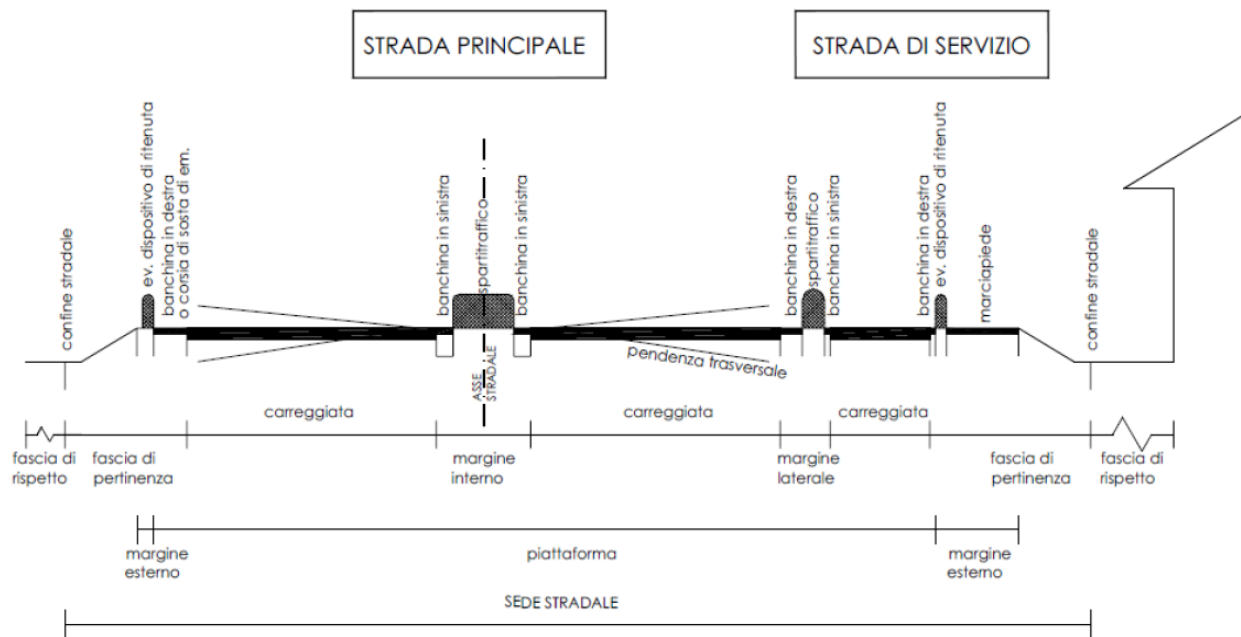 STRADA PRINCIPALE
STRADA DI SERVIZIO
confine stradale
ev. dispositivo di ritenuta
banchina in destra
o corsia di sosta di em.
banchina in sinistra
spartitraffico
banchina in sinistra
banchina in destra
spartitraffico
banchina in sinistra
banchina in destra
ev. dispositivo di ritenuta
marciapiede
confine stradale
pendenza trasversale
ASSE
STRADALE
carreggiata
carreggiata
carreggiata
fascia di
rispetto
fascia di
pertinenza
margine
interno
margine
laterale
fascia di
pertinenza
fascia di
rispetto
margine
esterno
piattaforma
margine
esterno
SEDE STRADALE